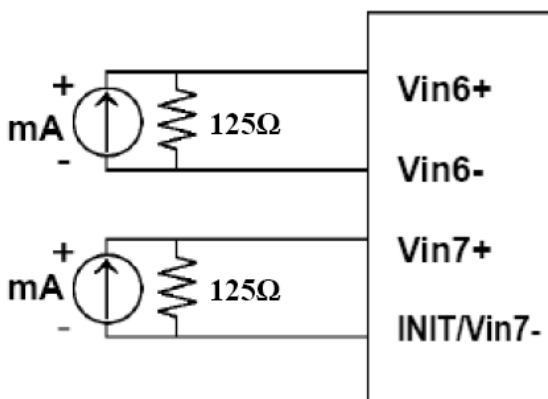 +
Vin6+
mA
125Ω
-
Vin6-
+
Vin7+
mA
125Ω
-
INIT/Vin7-